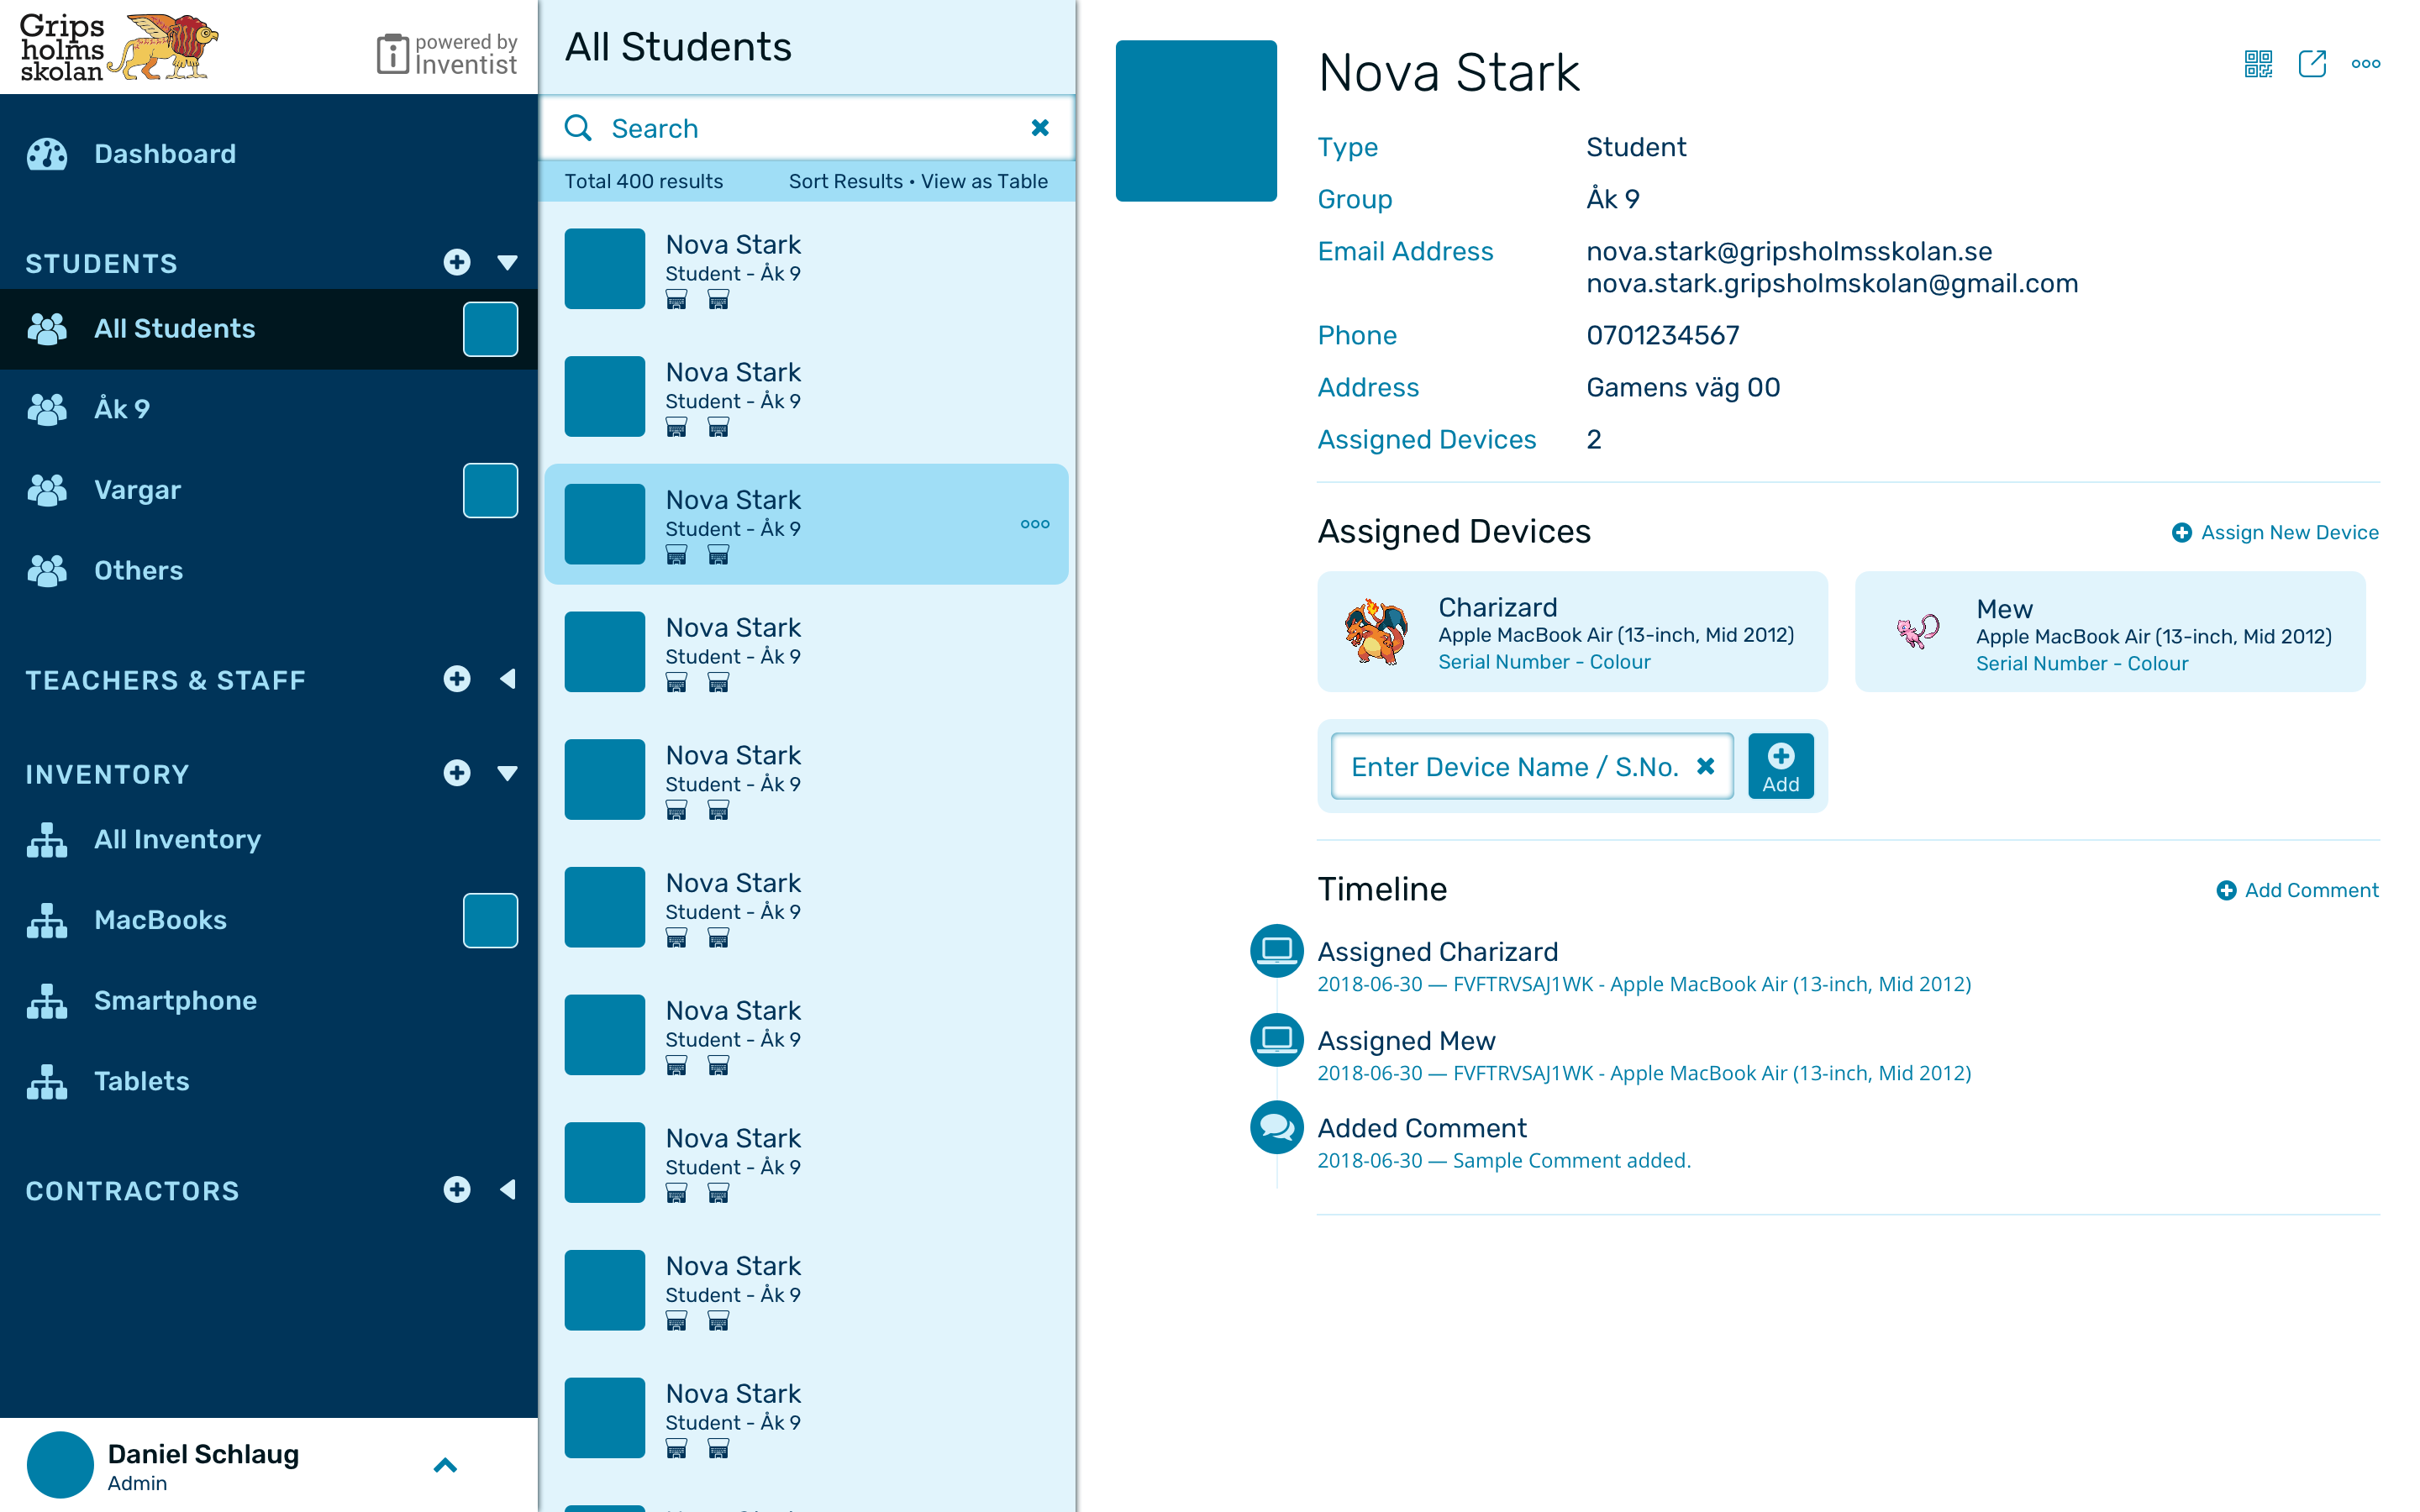 Grips
holms
skolan
powered by
Inventist
Dashboard
STUDENTS
All Students
Åk 9
Vargar
Others
TEACHERS & STAFF
INVENTORY
All Inventory
MacBooks
Smartphone
Tablets
CONTRACTORS
Daniel Schlaug
Admin
All Students
Search
Total 400 results
Sort Results • View as Table
Nova Stark
Student - Åk 9
Nova Stark
Student - Åk 9
Nova Stark
Student - Åk 9
Nova Stark
Student - Åk 9
Nova Stark
Student - Åk 9
Nova Stark
Student - Åk 9
Nova Stark
Student - Åk 9
Nova Stark
Student - Åk 9
Nova Stark
Student - Åk 9
Nova Stark
Student - Åk 9
Nova Stark
Type Student
Group Åk 9
Email Address nova.stark@gripsholmsskolan.se
nova.stark.gripsholmskolan@gmail.com
Phone 0701234567
Address Gamens väg 00
Assigned Devices 2
Assigned Devices
Assign New Device
Charizard
Apple MacBook Air (13-inch, Mid 2012)
Serial Number - Colour
Mew
Apple MacBook Air (13-inch, Mid 2012)
Serial Number - Colour
Enter Device Name / S.No.
Add
Timeline
Add Comment
Assigned Charizard
2018-06-30 — FVFTRVSAJ1WK - Apple MacBook Air (13-inch, Mid 2012)
Assigned Mew
2018-06-30 — FVFTRVSAJ1WK - Apple MacBook Air (13-inch, Mid 2012)
Added Comment
2018-06-30 — Sample Comment added.